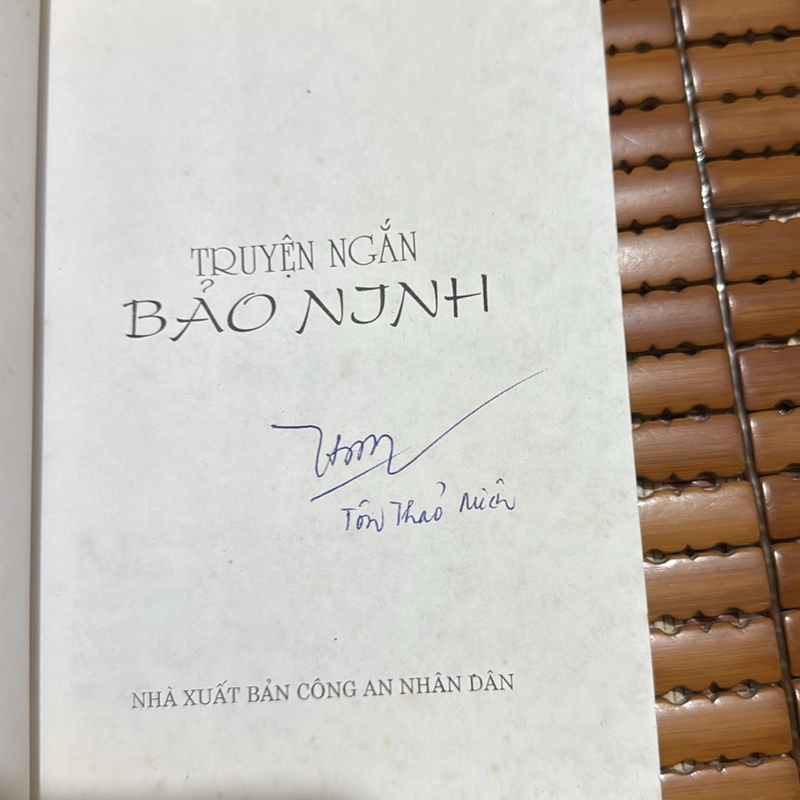 TRUYỆN NGẮN
BẢO NINH
Tôn Thảo Miên
NHÀ XUẤT BẢN CÔNG AN NHÂN DÂN